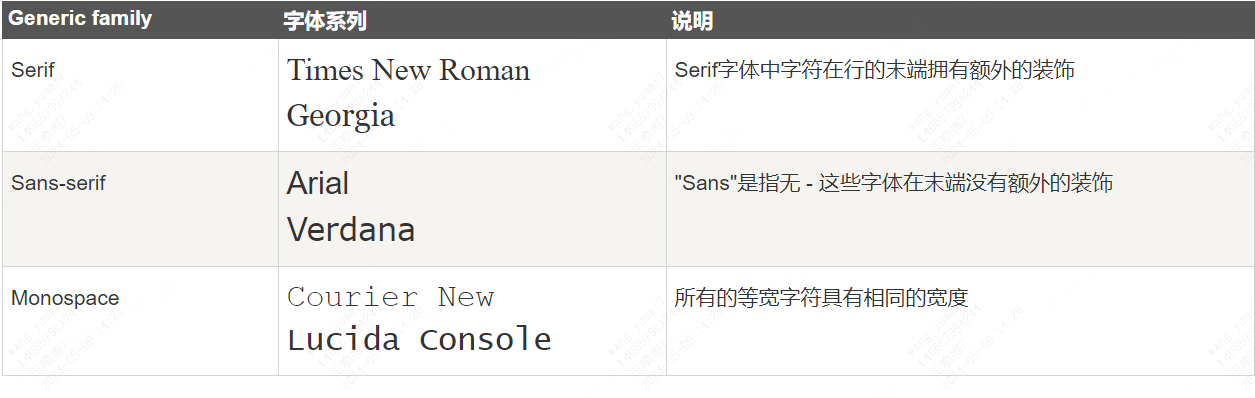 Generic family 字体系列 说明
Serif Times New Roman Serif字体中字符在行的末端拥有额外的装饰
Georgia
Sans-serif Arial "Sans"是指无 - 这些字体在末端没有额外的装饰
Verdana
Monospace Courier New 所有的等宽字符具有相同的宽度
Lucida Console